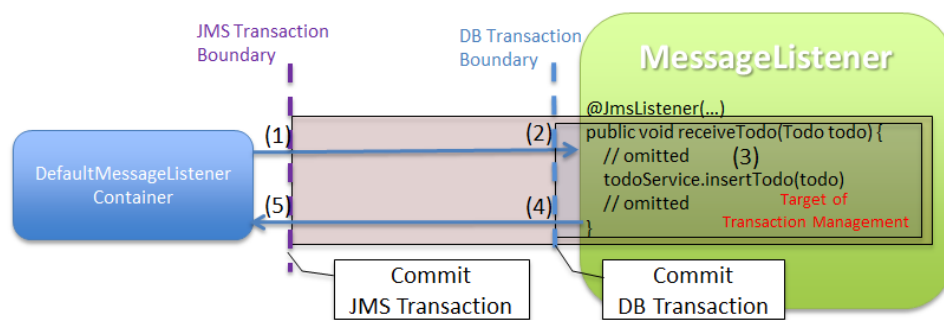 JMS Transaction
Boundary
DB Transaction
Boundary
MessageListener
@JmsListener(...)
(1)
(2)
public void receiveTodo(Todo todo) {
// omitted
(3)
DefaultMessageListener
Container
todoService.insertTodo(todo)
(5)
(4)
// omitted
Target of
Transaction Management
}
Commit
JMS Transaction
Commit
DB Transaction